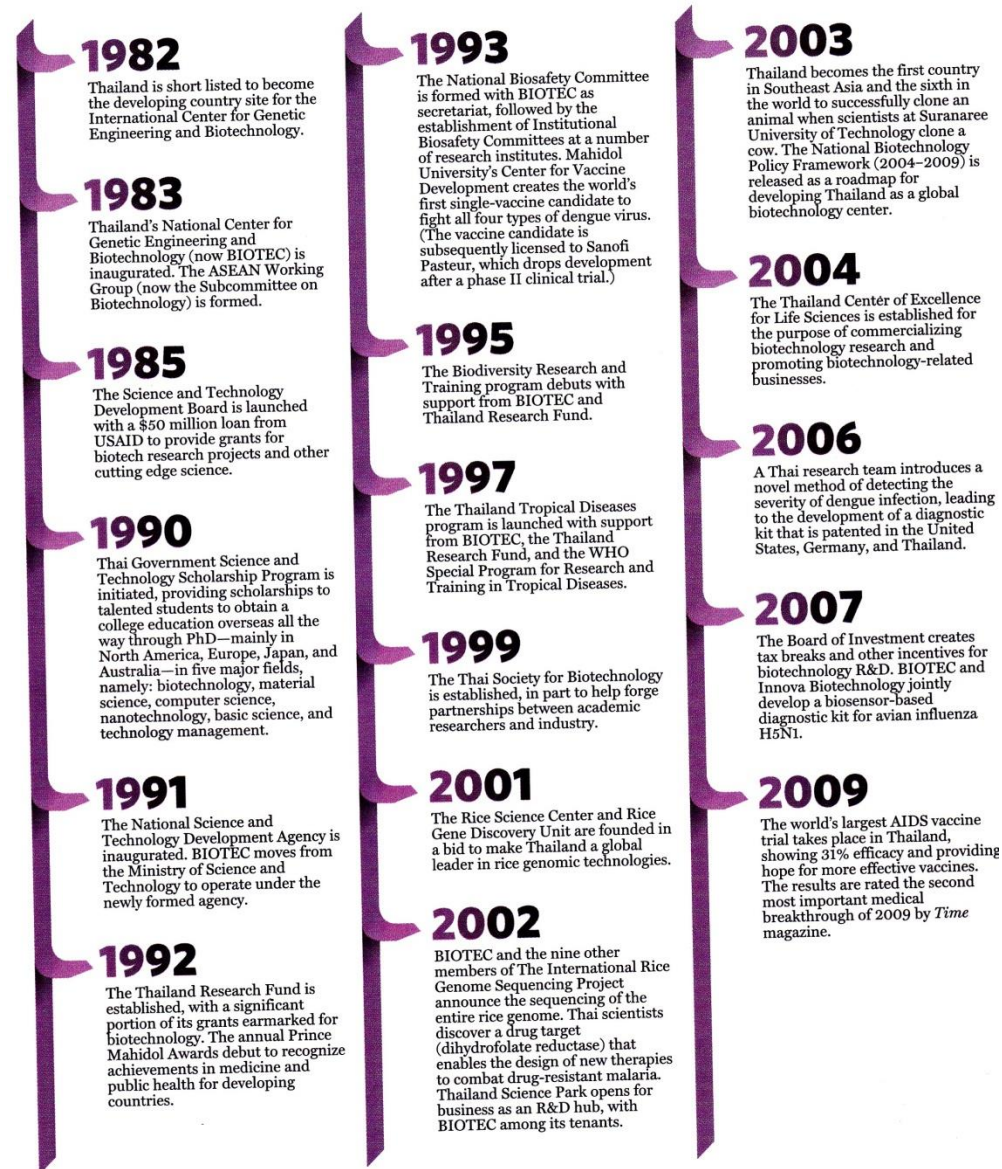 1982
Thailand is short listed to become
the developing country site for the
International Center for Genetic
Engineering and Biotechnology.
1983
Thailand's National Center for
Genetic Engineering and
Biotechnology (now BIOTEC) is
inaugurated. The ASEAN Working
Group (now the Subcommittee on
Biotechnology) is formed.
1985
The Science and Technology
Development Board is launched
with a $50 million loan from
USAID to provide grants for
biotech research projects and other
cutting edge science.
1990
Thai Government Science and
Technology Scholarship Program is
initiated, providing scholarships to
talented students to obtain a
college education overseas all the
way through PhD—mainly in
North America, Europe, Japan, and
Australia—in five major fields,
namely: biotechnology, material
science, computer science,
nanotechnology, basic science, and
technology management.
1991
The National Science and
Technology Development Agency is
inaugurated. BIOTEC moves from
the Ministry of Science and
Technology to operate under the
newly formed agency.
1992
The Thailand Research Fund is
established, with a significant
portion of its grants earmarked for
biotechnology. The annual Prince
Mahidol Awards debut to recognize
achievements in medicine and
public health for developing
countries.
1993
The National Biosafety Committee
is formed with BIOTEC as
secretariat, followed by the
establishment of Institutional
Biosafety Committees at a number
of research institutes. Mahidol
University's Center for Vaccine
Development creates the world's
first single-vaccine candidate to
fight all four types of dengue virus.
(The vaccine candidate is
subsequently licensed to Sanofi
Pasteur, which drops development
after a phase II clinical trial.)
1995
The Biodiversity Research and
Training program debuts with
support from BIOTEC and
Thailand Research Fund.
1997
The Thailand Tropical Diseases
program is launched with support
from BIOTEC, the Thailand
Research Fund, and the WHO
Special Program for Research and
Training in Tropical Diseases.
1999
The Thai Society for Biotechnology
is established, in part to help forge
partnerships between academic
researchers and industry.
2001
The Rice Science Center and Rice
Gene Discovery Unit are founded in
a bid to make Thailand a global
leader in rice genomic technologies.
2002
BIOTEC and the nine other
members of The International Rice
Genome Sequencing Project
announce the sequencing of the
entire rice genome. Thai scientists
discover a drug target
(dihydrofolate reductase) that
enables the design of new therapies
to combat drug-resistant malaria.
Thailand Science Park opens for
business as an R&D hub, with
BIOTEC among its tenants.
2003
Thailand becomes the first country
in Southeast Asia and the sixth in
the world to successfully clone an
animal when scientists at Suranaree
University of Technology clone a
cow. The National Biotechnology
Policy Framework (2004–2009) is
released as a roadmap for
developing Thailand as a global
biotechnology center.
2004
The Thailand Center of Excellence
for Life Sciences is established for
the purpose of commercializing
biotechnology research and
promoting biotechnology-related
businesses.
2006
A Thai research team introduces a
novel method of detecting the
severity of dengue infection, leading
to the development of a diagnostic
kit that is patented in the United
States, Germany, and Thailand.
2007
The Board of Investment creates
tax breaks and other incentives for
biotechnology R&D. BIOTEC and
Innova Biotechnology jointly
develop a biosensor-based
diagnostic kit for avian influenza
H5N1.
2009
The world's largest AIDS vaccine
trial takes place in Thailand,
showing 31% efficacy and providing
hope for more effective vaccines.
The results are rated the second
most important medical
breakthrough of 2009 by Time
magazine.